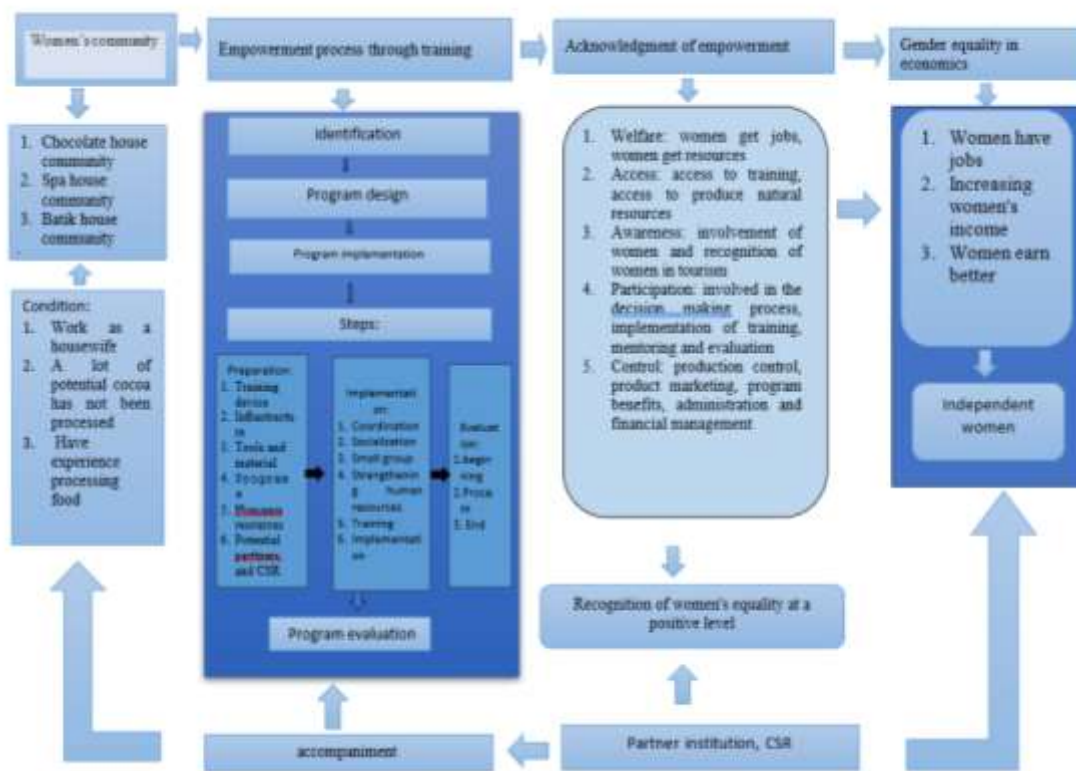 Women's community
Empowerment process through training
Acknowledgment of empowerment
Gender equality in
economics
1. Chocolate house
community
2. Spa house
community
3. Batik house
community
Condition:
1. Work as a
housewife
2. A lot of
potential cocoa
has not been
processed
3. Have
experience
processing
food
Identification
Program design
Program implementation
Steps:
Preparation:
1. Training
device
2.
3. Tools and
material
4.
5.
resources
6. Potential
partners,
and CSR
Implementati
on:
1. Coordination
2. Socialization
3. Small group
4. Strengthenin
g human
resources
5. Training
6. Implementati
on
Evaluat
ion:
1.begin
ning
2.Proce
ss
3. End
Program evaluation
1. Welfare: women get jobs,
women get resources
2. Access: access to training,
access to produce natural
resources
3. Awareness: involvement of
women and recognition of
women in tourism
4. Participation: involved in the
decision making process,
implementation of training,
mentoring and evaluation
5. Control: production control,
product marketing, program
benefits, administration and
financial management
Recognition of women's equality at a
positive level
1. Women have
jobs
2. Increasing
women's
income
3. Women earn
better
Independent
women
accompaniment
Partner institution, CSR